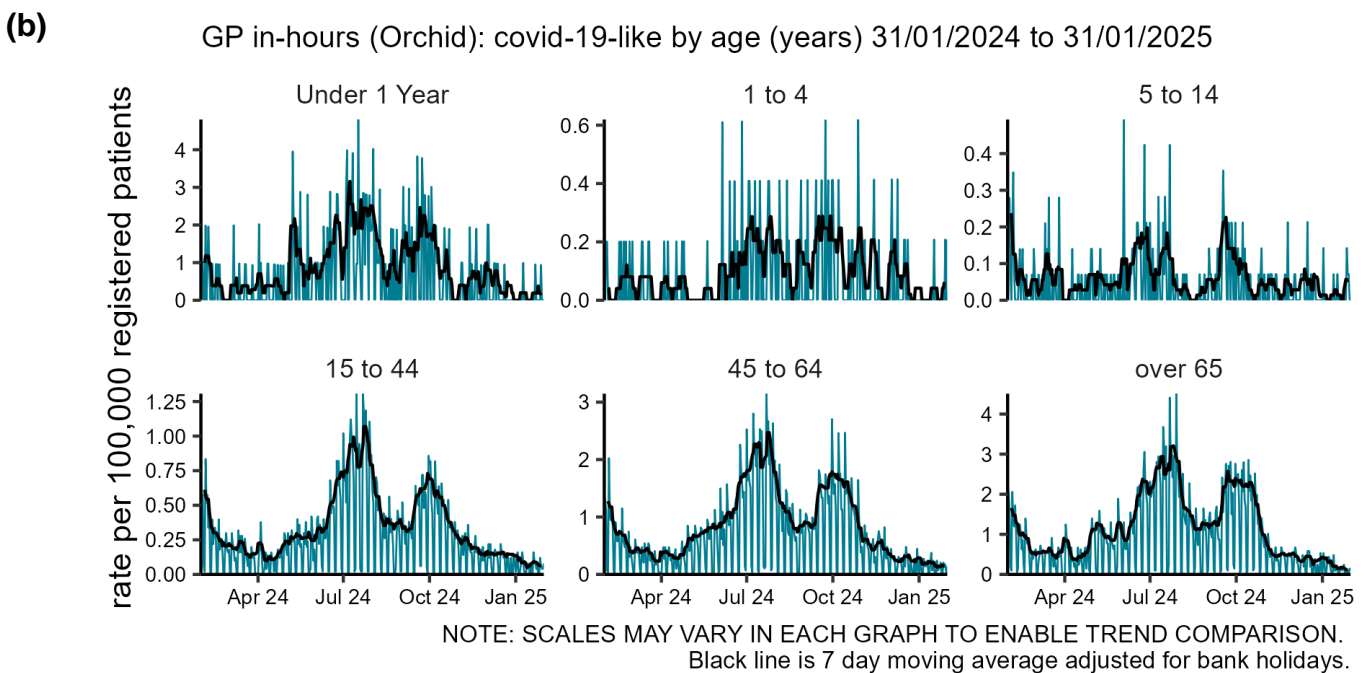 (b)
GP in-hours (Orchid): covid-19-like by age (years) 31/01/2024 to 31/01/2025
rate per 100,000 registered patients
Under 1 Year
4
3
2
1
0
1 to 4
0.6
0.4
0.2
0.0
5 to 14
0.4
0.3
0.2
0.1
0.0
15 to 44
1.25
1.00
0.75
0.50
0.25
0.00
Apr 24 Jul 24 Oct 24 Jan 25
45 to 64
3
2
1
0
Apr 24 Jul 24 Oct 24 Jan 25
over 65
4
3
2
1
0
Apr 24 Jul 24 Oct 24 Jan 25
NOTE: SCALES MAY VARY IN EACH GRAPH TO ENABLE TREND COMPARISON.
Black line is 7 day moving average adjusted for bank holidays.